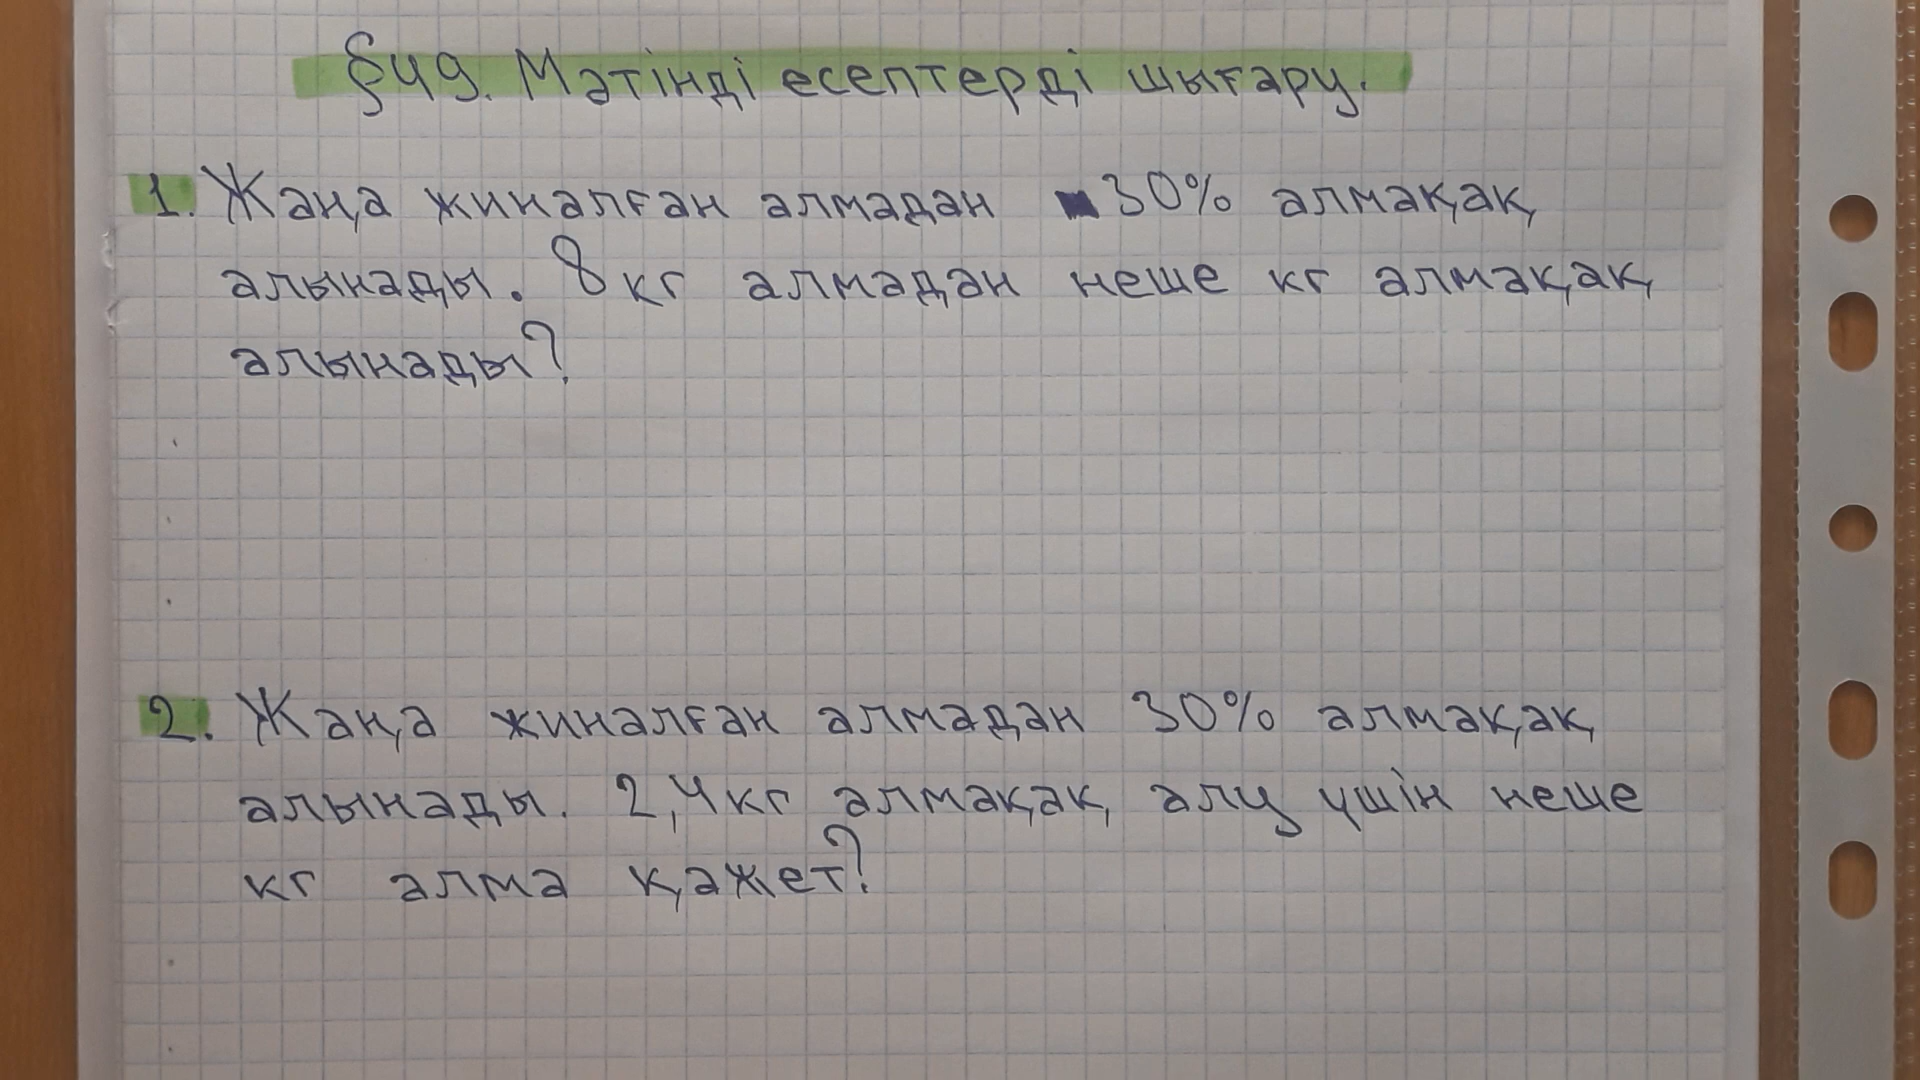 §49. Мәтінді есептерді шығару.
1. Жаңа жиналған алмадан 30% алмақақ
алынады. 8 кг алмадан неше кг алмақақ
алынады?
2. Жаңа жиналған алмадан 30% алмақақ
алынады. 2,4 кг алмақақ алу үшін неше
кг алма қажет?